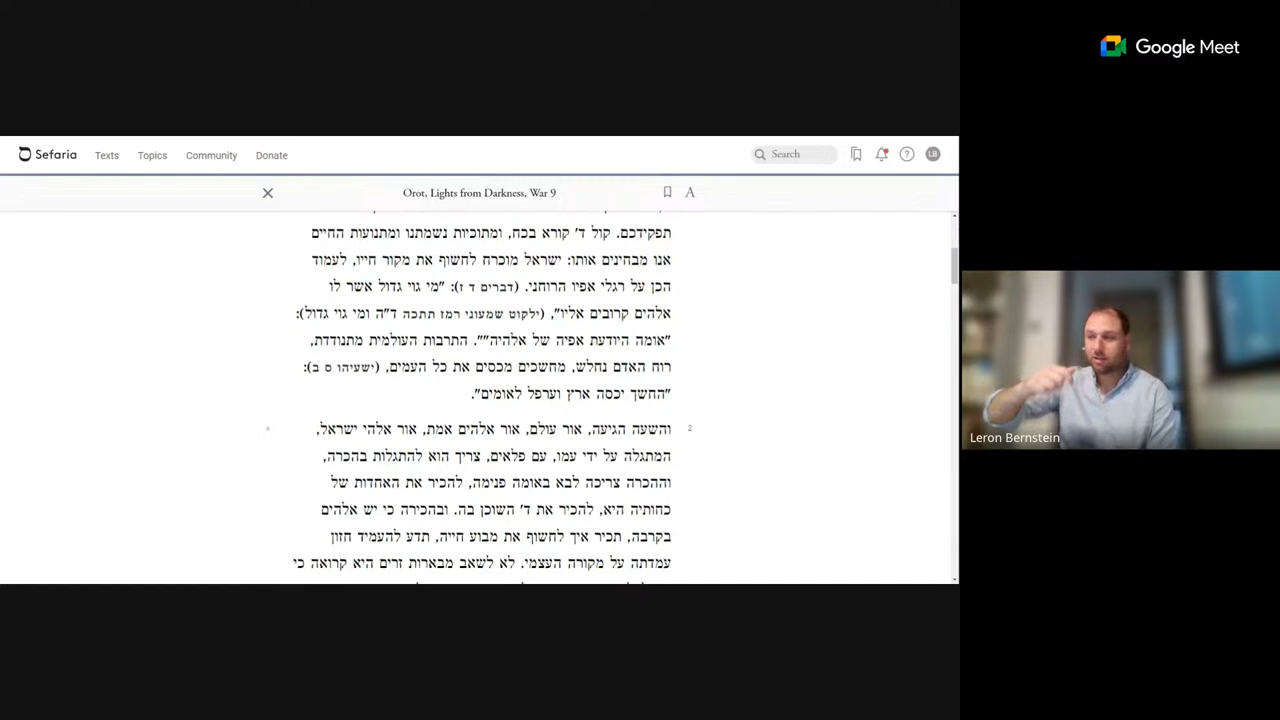 Google Meet
Sefaria Texts Topics Community Donate Search LB
Orot, Lights from Darkness, War 9 A
תפקידכם. קול ד' קורא בכח, ומתוכיות נשמתנו ומתנועות החיים
אנו מבחינים אותו: ישראל מוכרח לחשוף את מקור חייו, לעמוד
הכן על רגלי אפיו הרוחני. (דברים ד ז): "מי גוי גדול אשר לו
אלהים קרובים אליו", (ילקוט שמעוני רמז תתכה ד"ה ומי גוי גדול):
"אומה היודעת אפיה של אלהיה"". התרבות העולמית מתנודדת,
רוח האדם נחלש, מחשכים מכסים את כל העמים, (ישעיהו ס ב):
"החשך יכסה ארץ וערפל לאומים".
2
והשעה הגיעה, אור עולם, אור אלהים אמת, אור אלהי ישראל,
המתגלה על ידי עמו, עם פלאים, צריך הוא להתגלות בהכרה,
וההכרה צריכה לבא באומה פנימה, להכיר את האחדות של
כחותיה היא, להכיר את ד' השוכן בה. ובהכירה כי יש אלהים
בקרבה, תכיר איך לחשוף את מבוע חייה, תדע להעמיד חזון
עמדתה על מקורה העצמי. לא לשאב מבארות זרים היא קרואה כי
Leron Bernstein